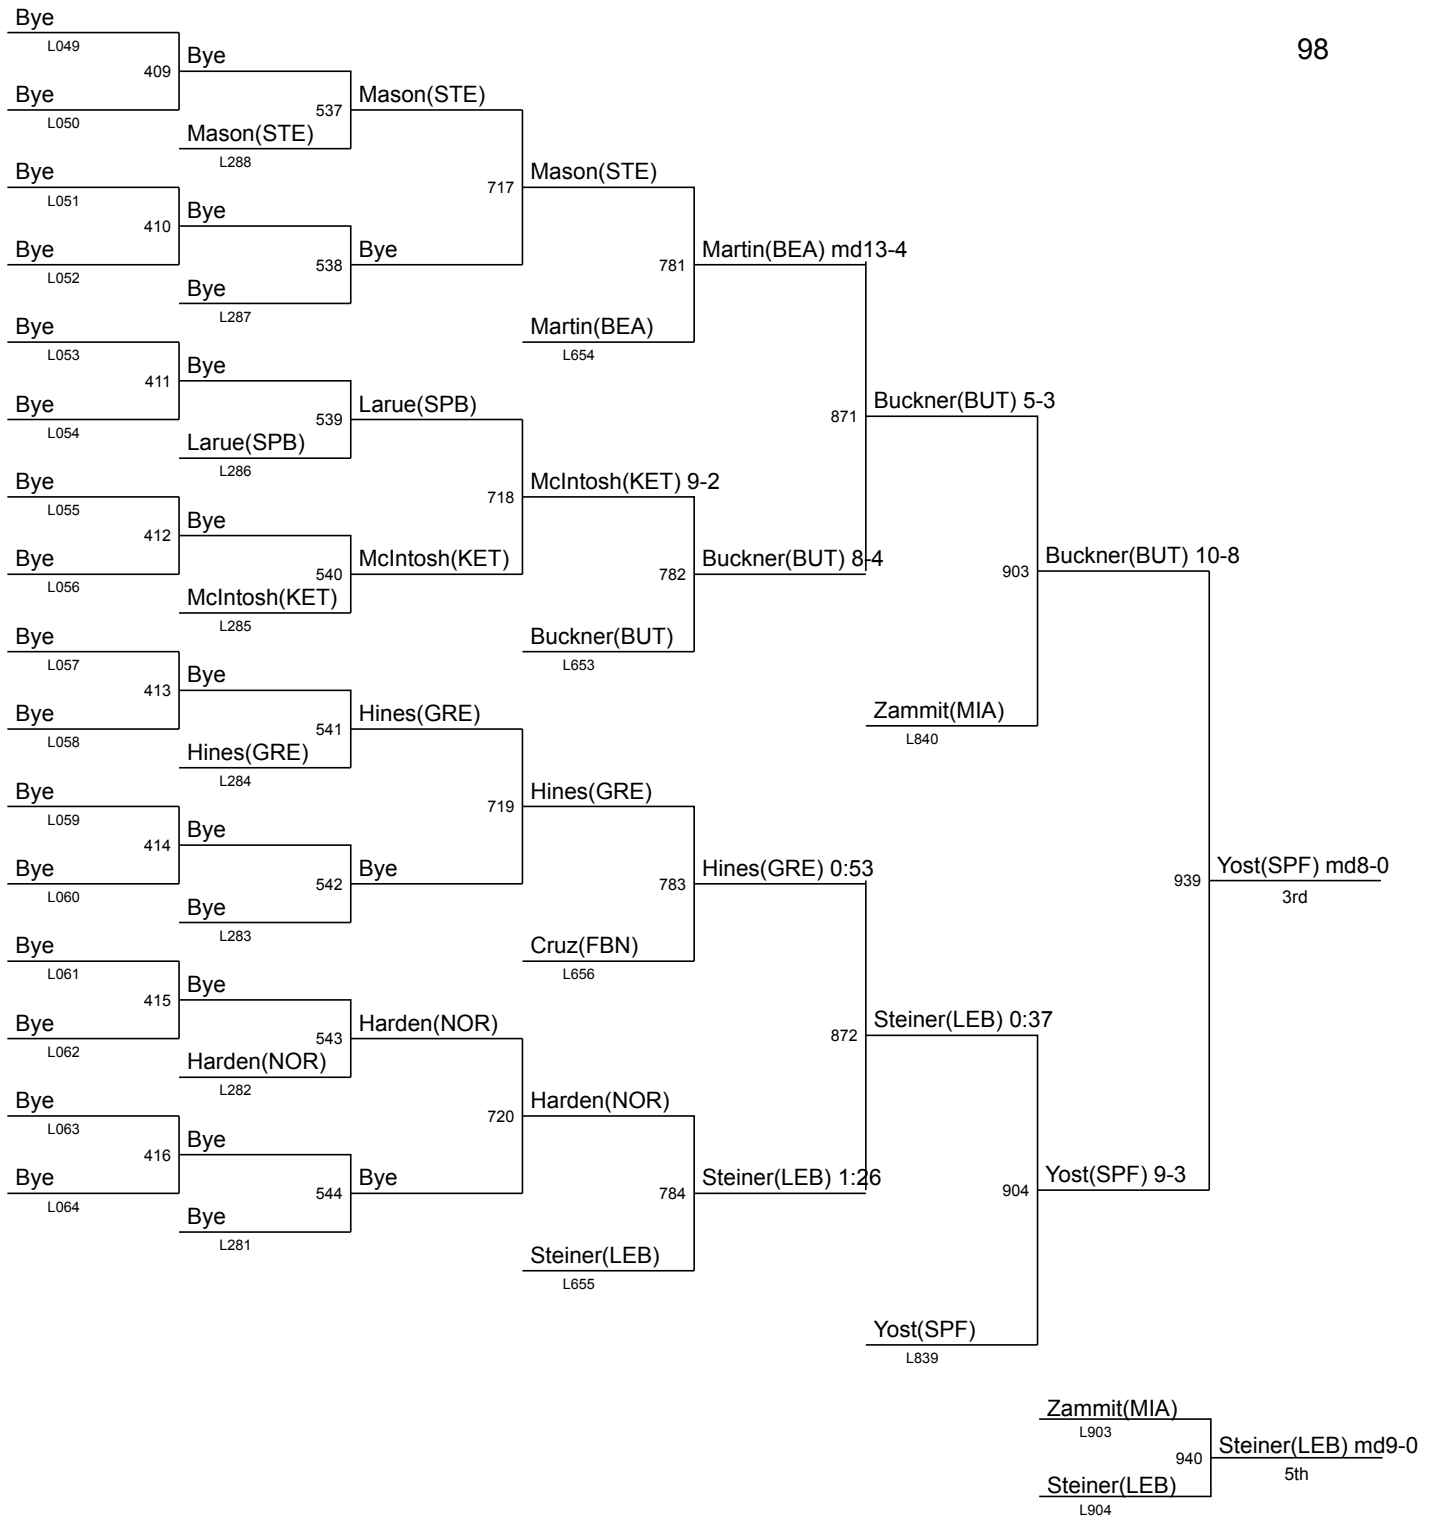 98
Bye
L049
409
Bye
Bye
L050
537
Mason(STE)
Mason(STE)
L288
Bye
L051
717
Mason(STE)
410
Bye
Bye
L052
538
Bye
Bye
L287
781
Martin(BEA) md13-4
Martin(BEA)
L654
Bye
L053
411
Bye
Bye
L054
539
Larue(SPB)
Larue(SPB)
L286
871
Buckner(BUT) 5-3
Bye
L055
718
McIntosh(KET) 9-2
412
Bye
Bye
L056
540
McIntosh(KET)
McIntosh(KET)
L285
782
Buckner(BUT) 8-4
Buckner(BUT)
L653
903
Buckner(BUT) 10-8
Bye
L057
413
Bye
Bye
L058
541
Hines(GRE)
Hines(GRE)
L284
Zammit(MIA)
L840
Bye
L059
719
Hines(GRE)
414
Bye
Bye
L060
542
Bye
Bye
L283
783
Hines(GRE) 0:53
Cruz(FBN)
L656
939
Yost(SPF) md8-0
3rd
Bye
L061
415
Bye
Bye
L062
543
Harden(NOR)
Harden(NOR)
L282
872
Steiner(LEB) 0:37
Bye
L063
720
Harden(NOR)
416
Bye
Bye
L064
544
Bye
Bye
L281
784
Steiner(LEB) 1:26
Steiner(LEB)
L655
904
Yost(SPF) 9-3
Yost(SPF)
L839
Zammit(MIA)
L903
940
Steiner(LEB) md9-0
5th
Steiner(LEB)
L904